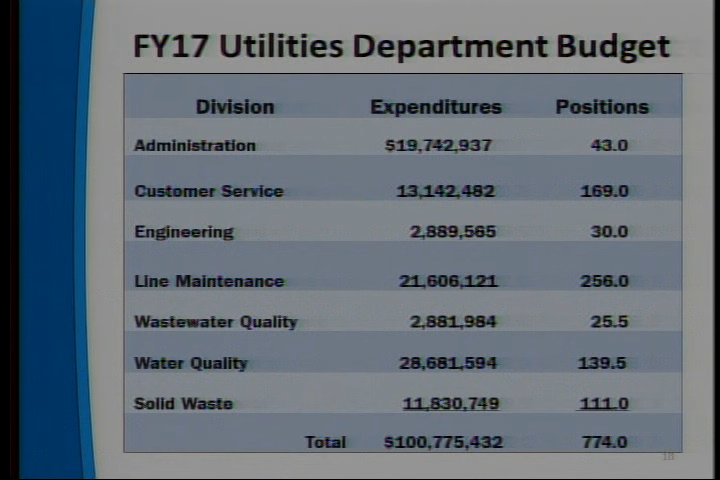 FY17 Utilities Department Budget
Division Expenditures Positions
Administration $19,742,937 43.0
Customer Service 13,142,482 169.0
Engineering 2,889,565 30.0
Line Maintenance 21,606,121 256.0
Wastewater Quality 2,881,984 25.5
Water Quality 28,681,594 139.5
Solid Waste 11,830,749 111.0
Total $100,775,432 774.0
18